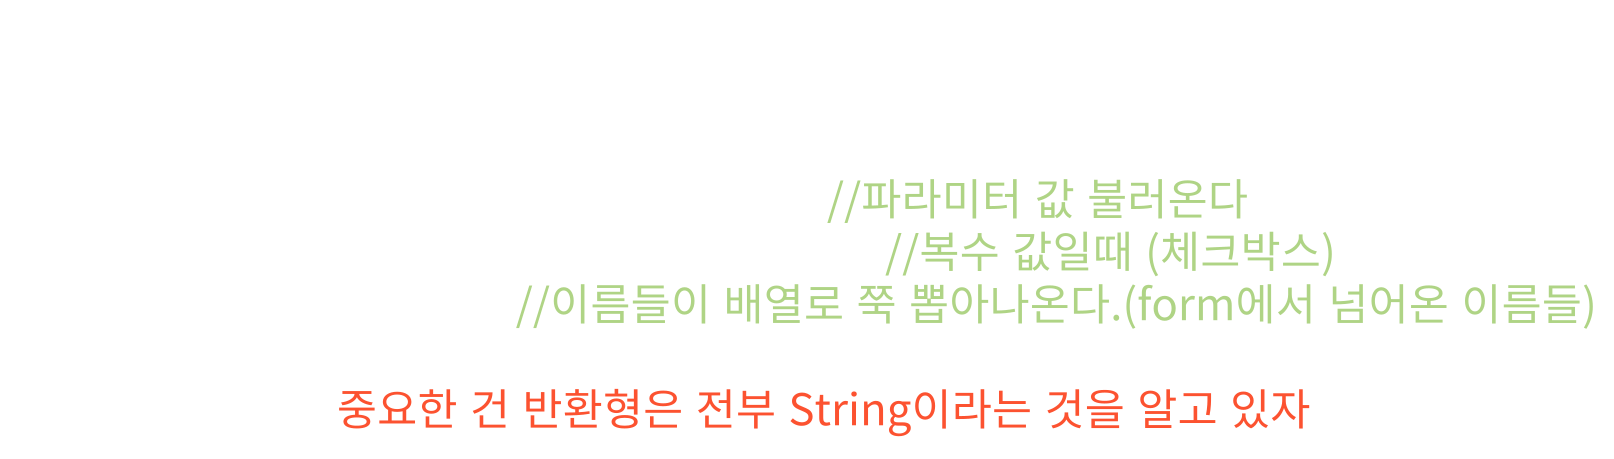 //파라미터 값 불러온다
//복수 값일때 (체크박스)
//이름들이 배열로 쭉 뽑아나온다.(form에서 넘어온 이름들)
중요한 건 반환형은 전부 String이라는 것을 알고 있자